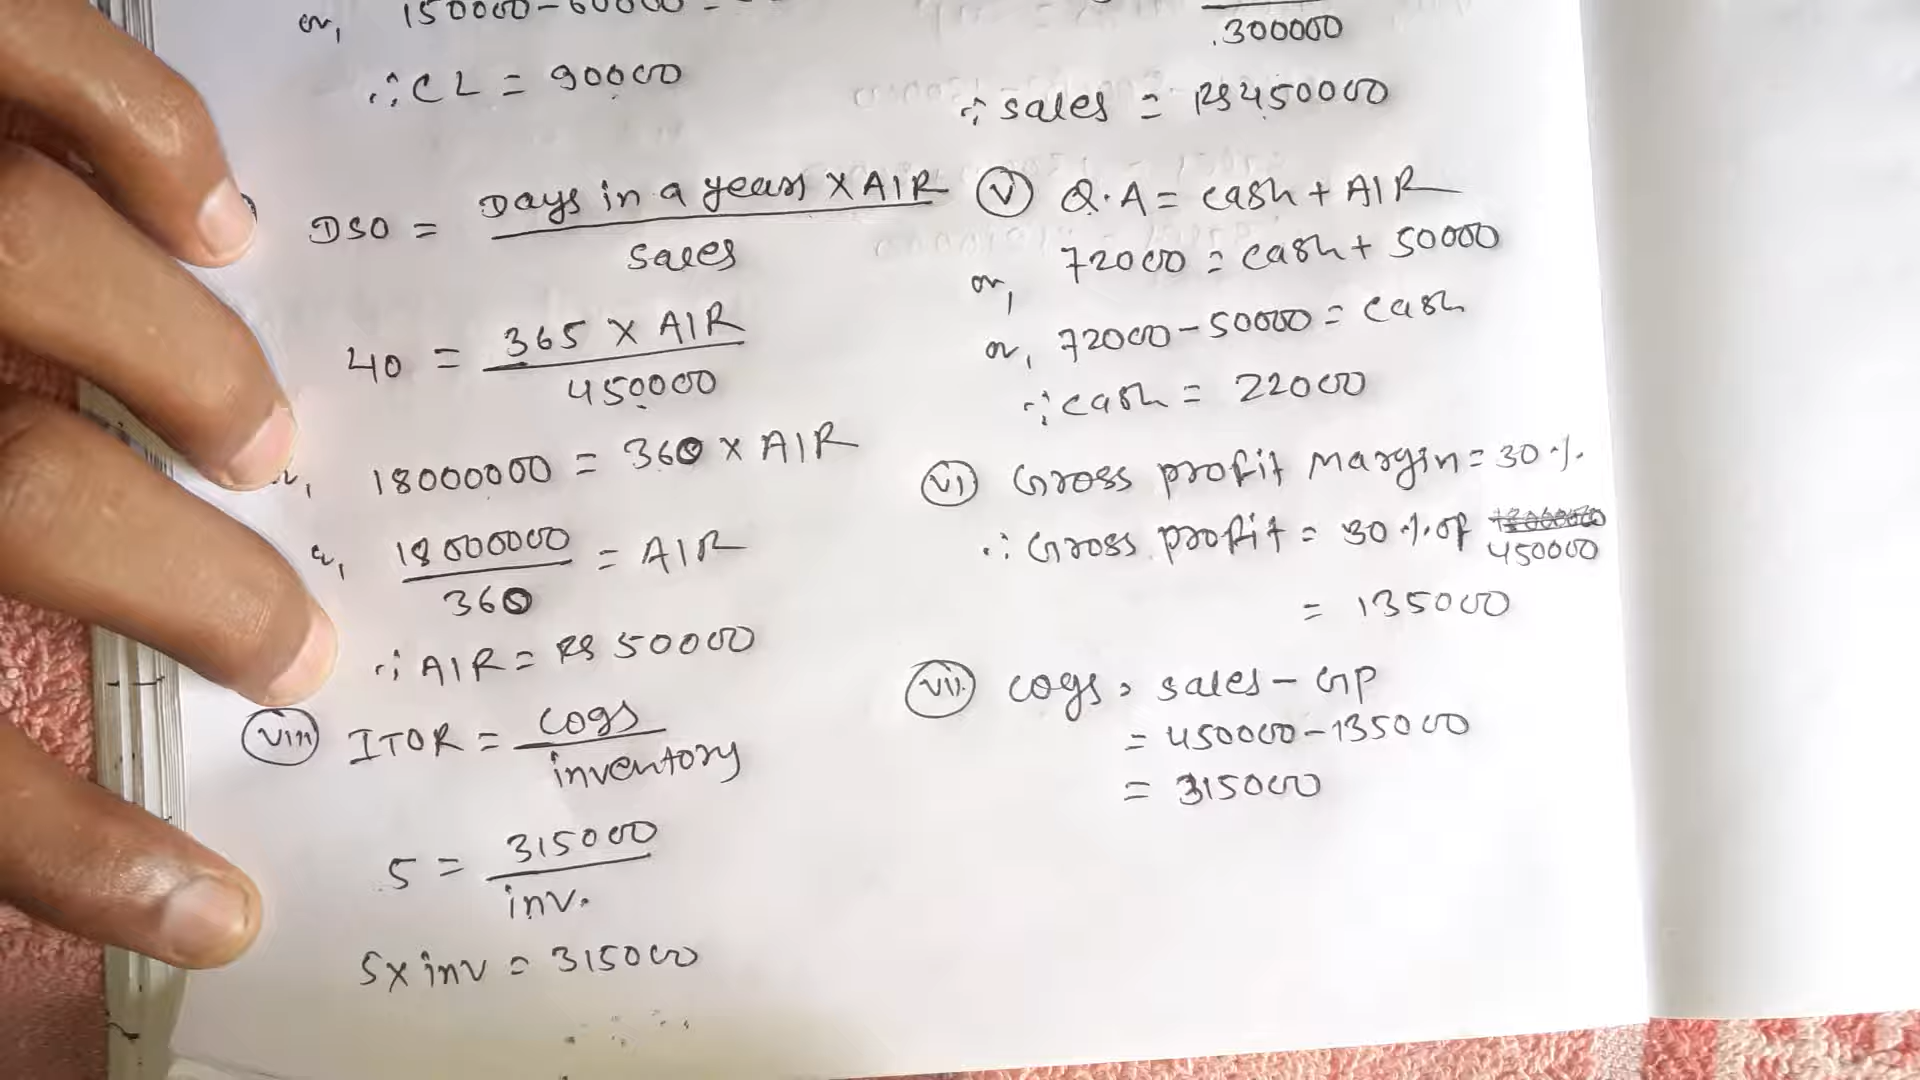 or, 150000-60000 =
∴ CL = 90000
DSO = Days in a years X A/R
sales
40 = 365 X A/R
450000
18000000 = 360 X A/R
18000000 = A/R
360
∴ A/R = RS 50000
(viii) ITOR = cogs
inventory
5 = 315000
inv.
5X inv = 315000
300000
∴ sales = RS 450000
(v) Q.A = cash + A/R
or, 72000 = cash + 50000
or, 72000-50000 = cash
∴ cash = 22000
(vi) Gross profit Margin = 30%
∴ Gross profit = 30% of
450000
= 135000
(vii) cogs = sales - GP
= 450000-135000
= 315000